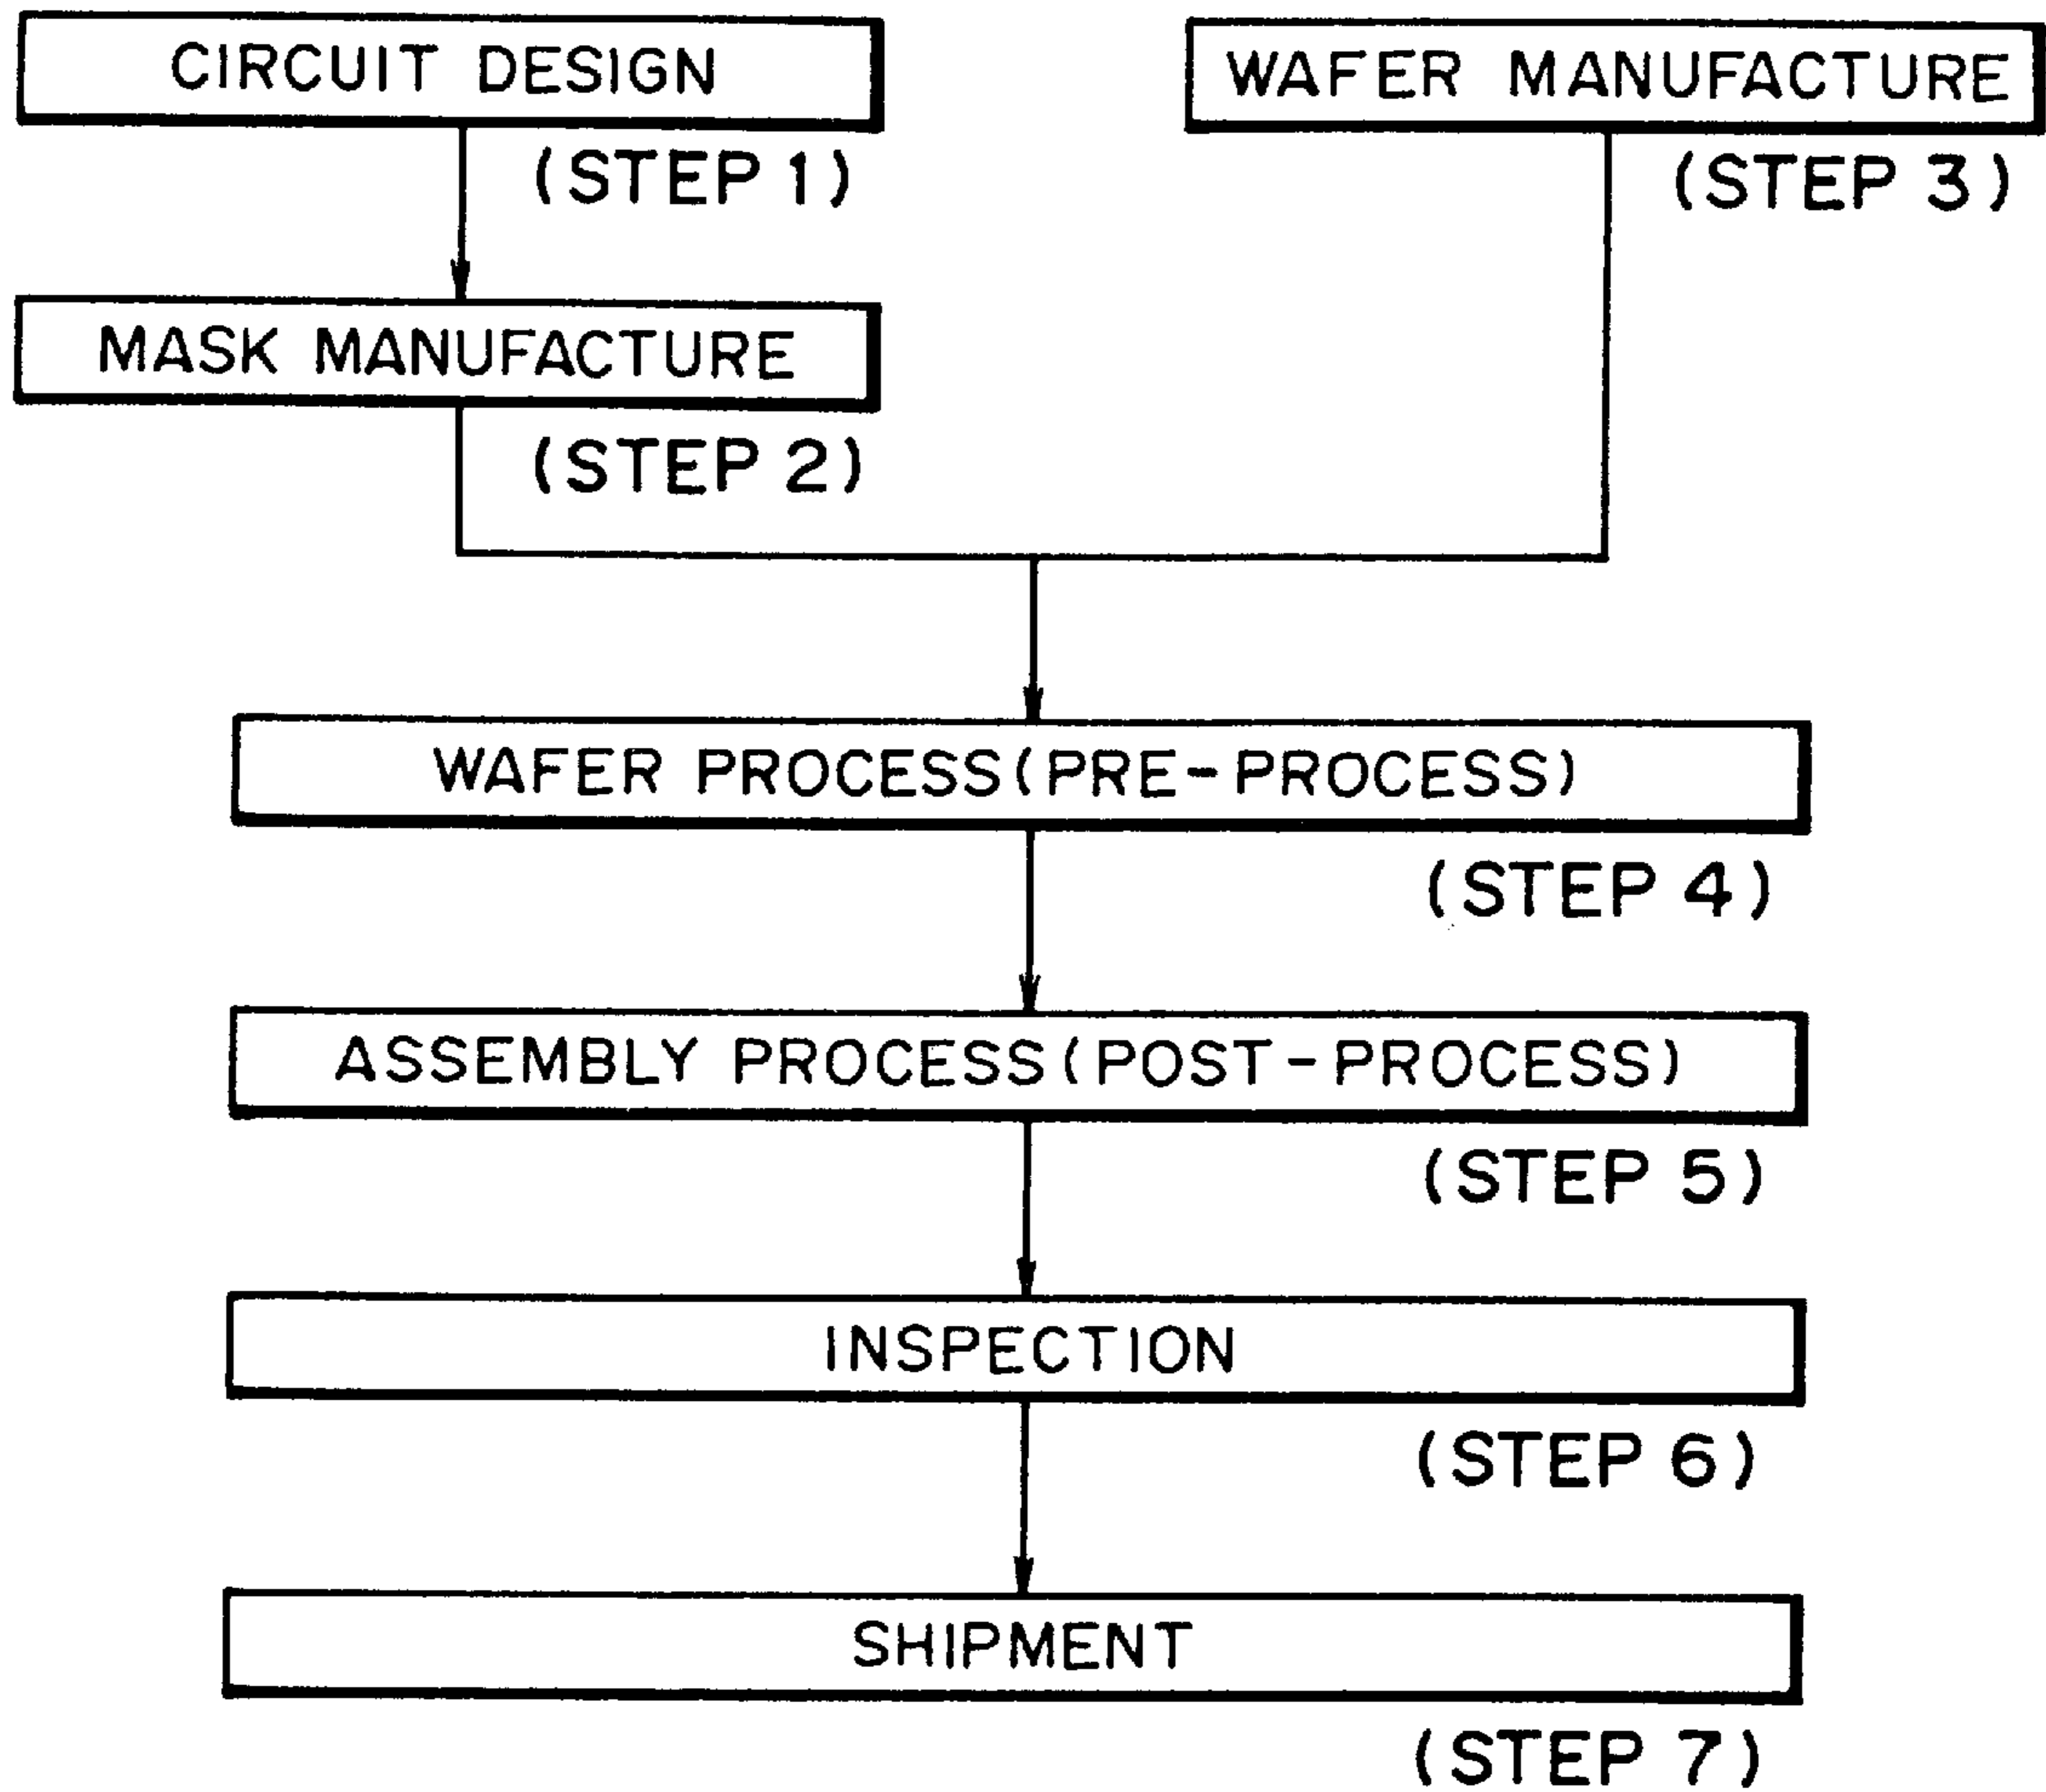 CIRCUIT DESIGN
(STEP 1)
WAFER MANUFACTURE
(STEP 3)
MASK MANUFACTURE
(STEP 2)
WAFER PROCESS(PRE-PROCESS)
(STEP 4)
ASSEMBLY PROCESS(POST-PROCESS)
(STEP 5)
INSPECTION
(STEP 6)
SHIPMENT
(STEP 7)